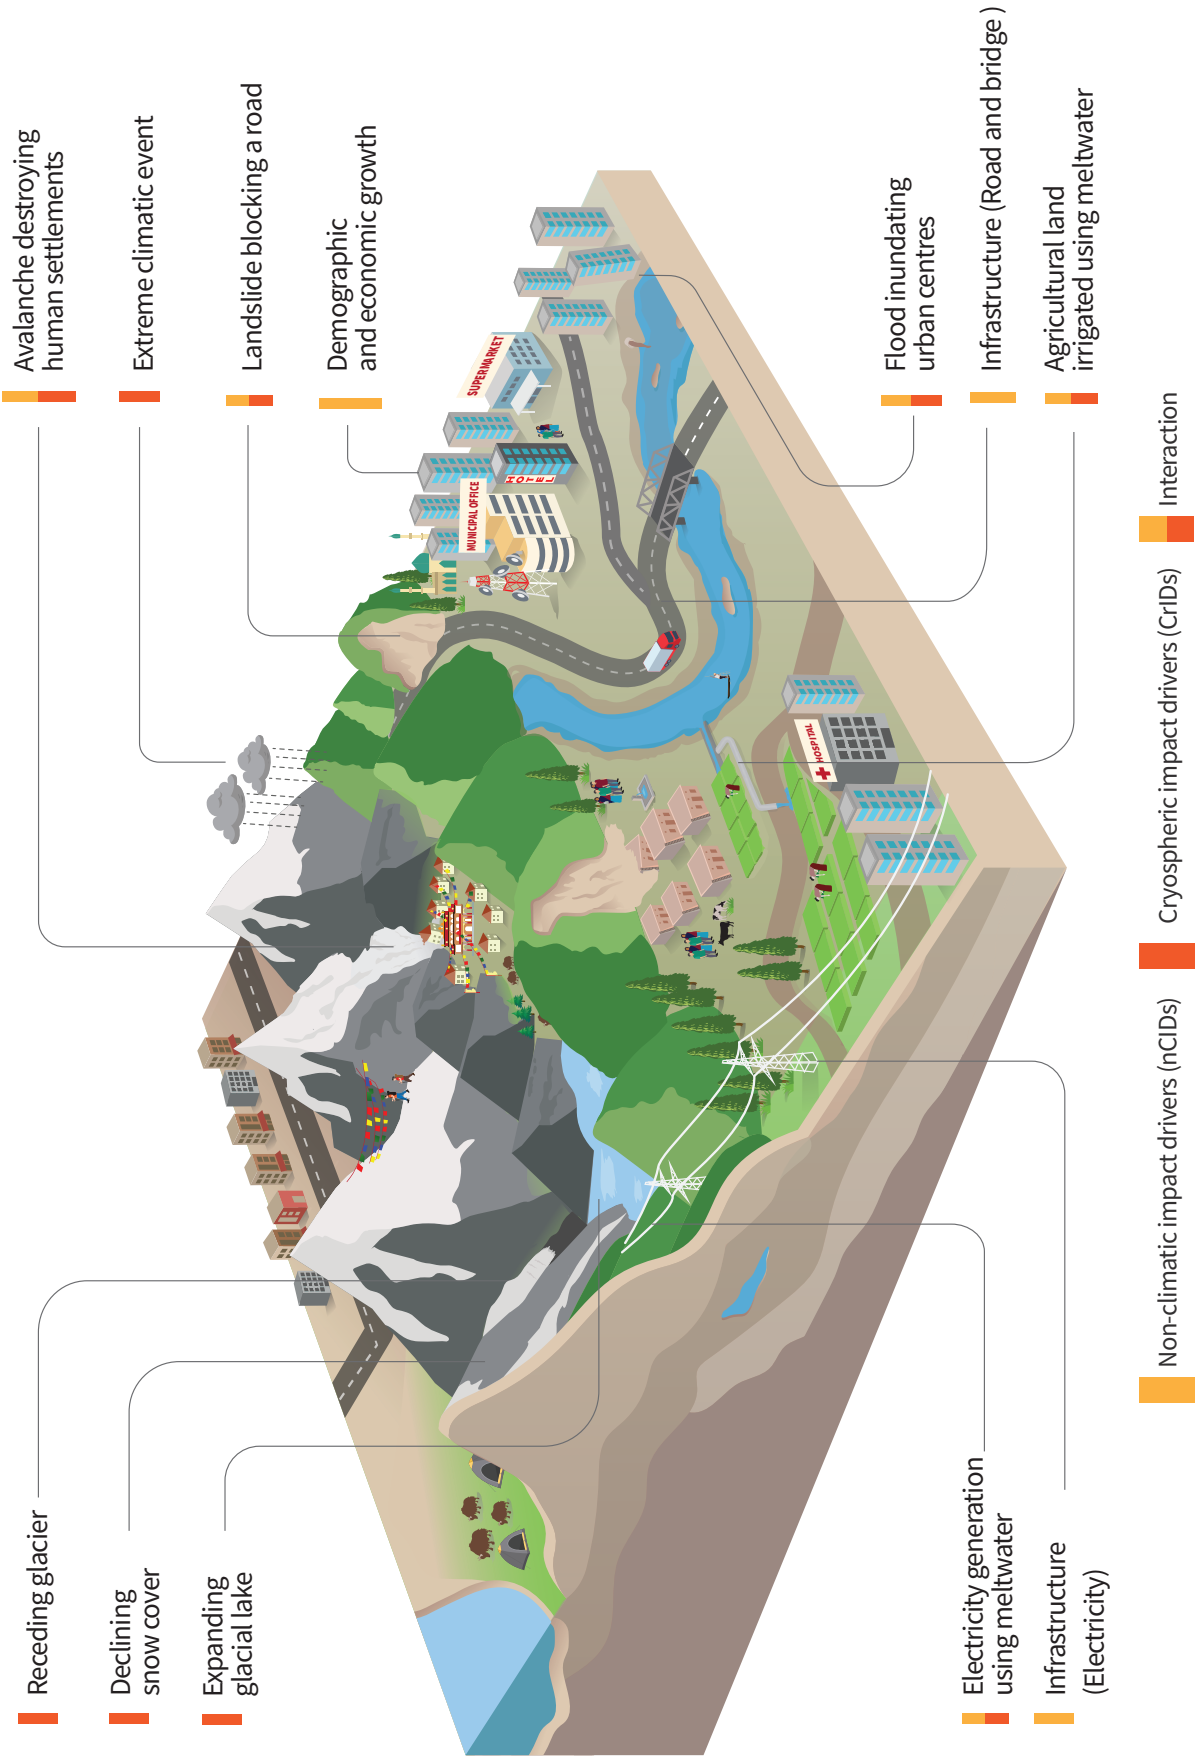 Receding glacier
Declining
snow cover
Expanding
glacial lake
Avalanche destroying
human settlements
Extreme climatic event
Landslide blocking a road
Demographic
and economic growth
SUPERMARKET
HOTEL
MUNICIPAL OFFICE
HOSPITAL
Electricity generation
using meltwater
Infrastructure
(Electricity)
Flood inundating
urban centres
Infrastructure (Road and bridge )
Agricultural land
irrigated using meltwater
Non-climatic impact drivers (nCIDs)
Cryospheric impact drivers (CrIDs)
Interaction